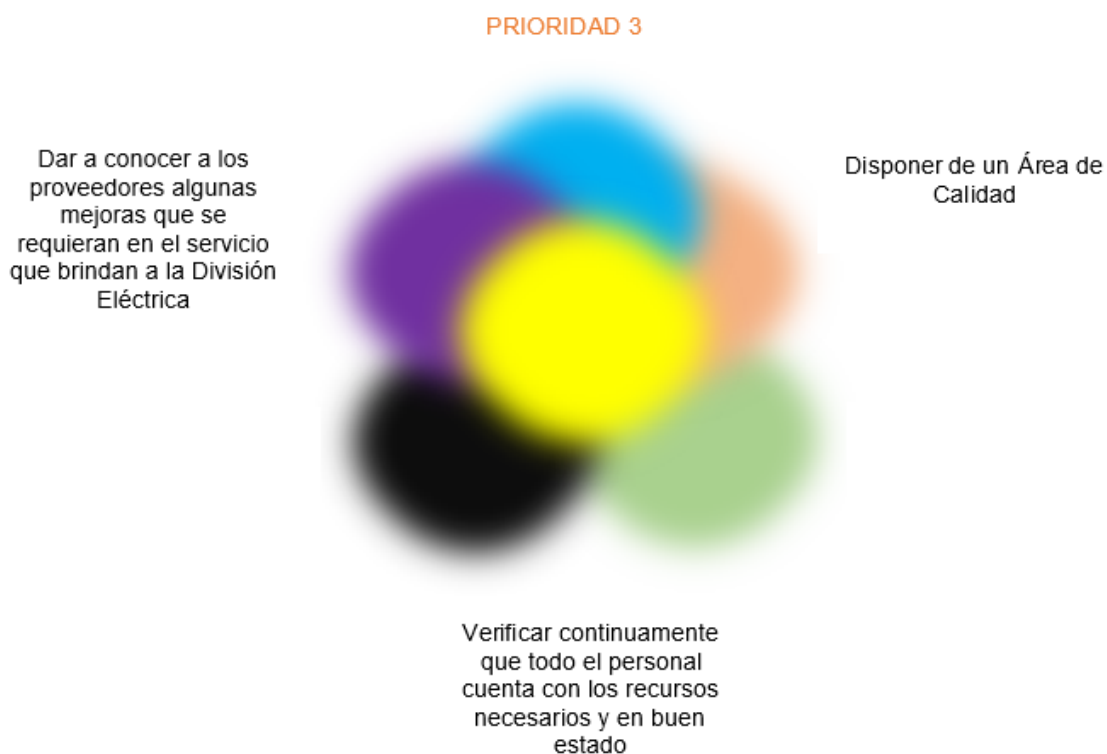 PRIORIDAD 3
Dar a conocer a los
proveedores algunas
mejoras que se
requieran en el servicio
que brindan a la División
Eléctrica
Disponer de un Área de
Calidad
Verificar continuamente
que todo el personal
cuenta con los recursos
necesarios y en buen
estado